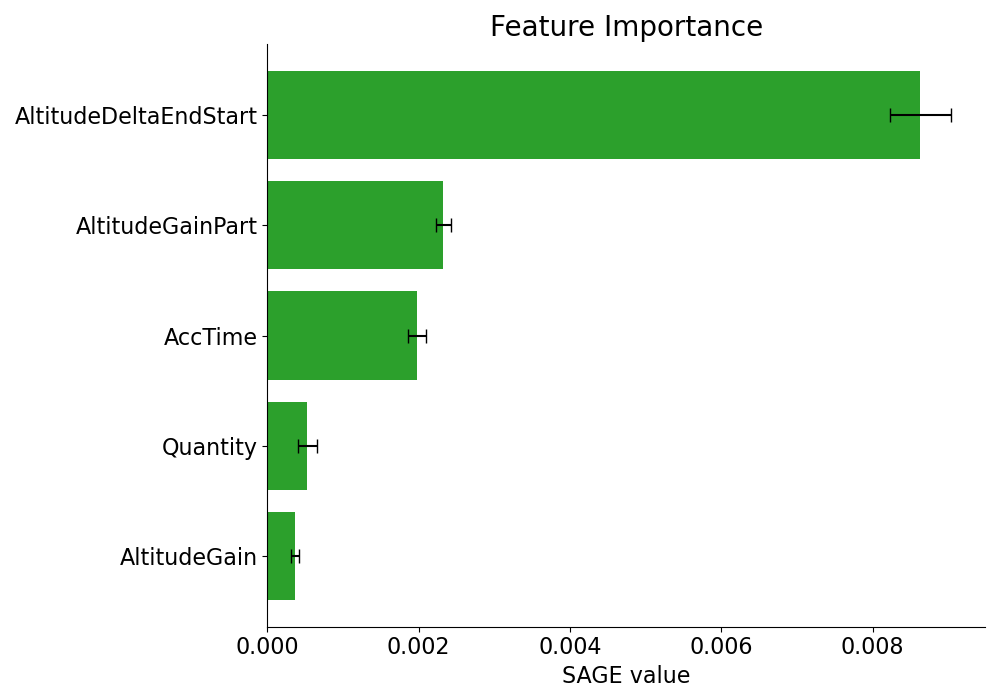 Feature Importance
AltitudeDeltaEndStart
AltitudeGainPart
AccTime
Quantity
AltitudeGain
0.000 0.002 0.004 0.006 0.008
SAGE value